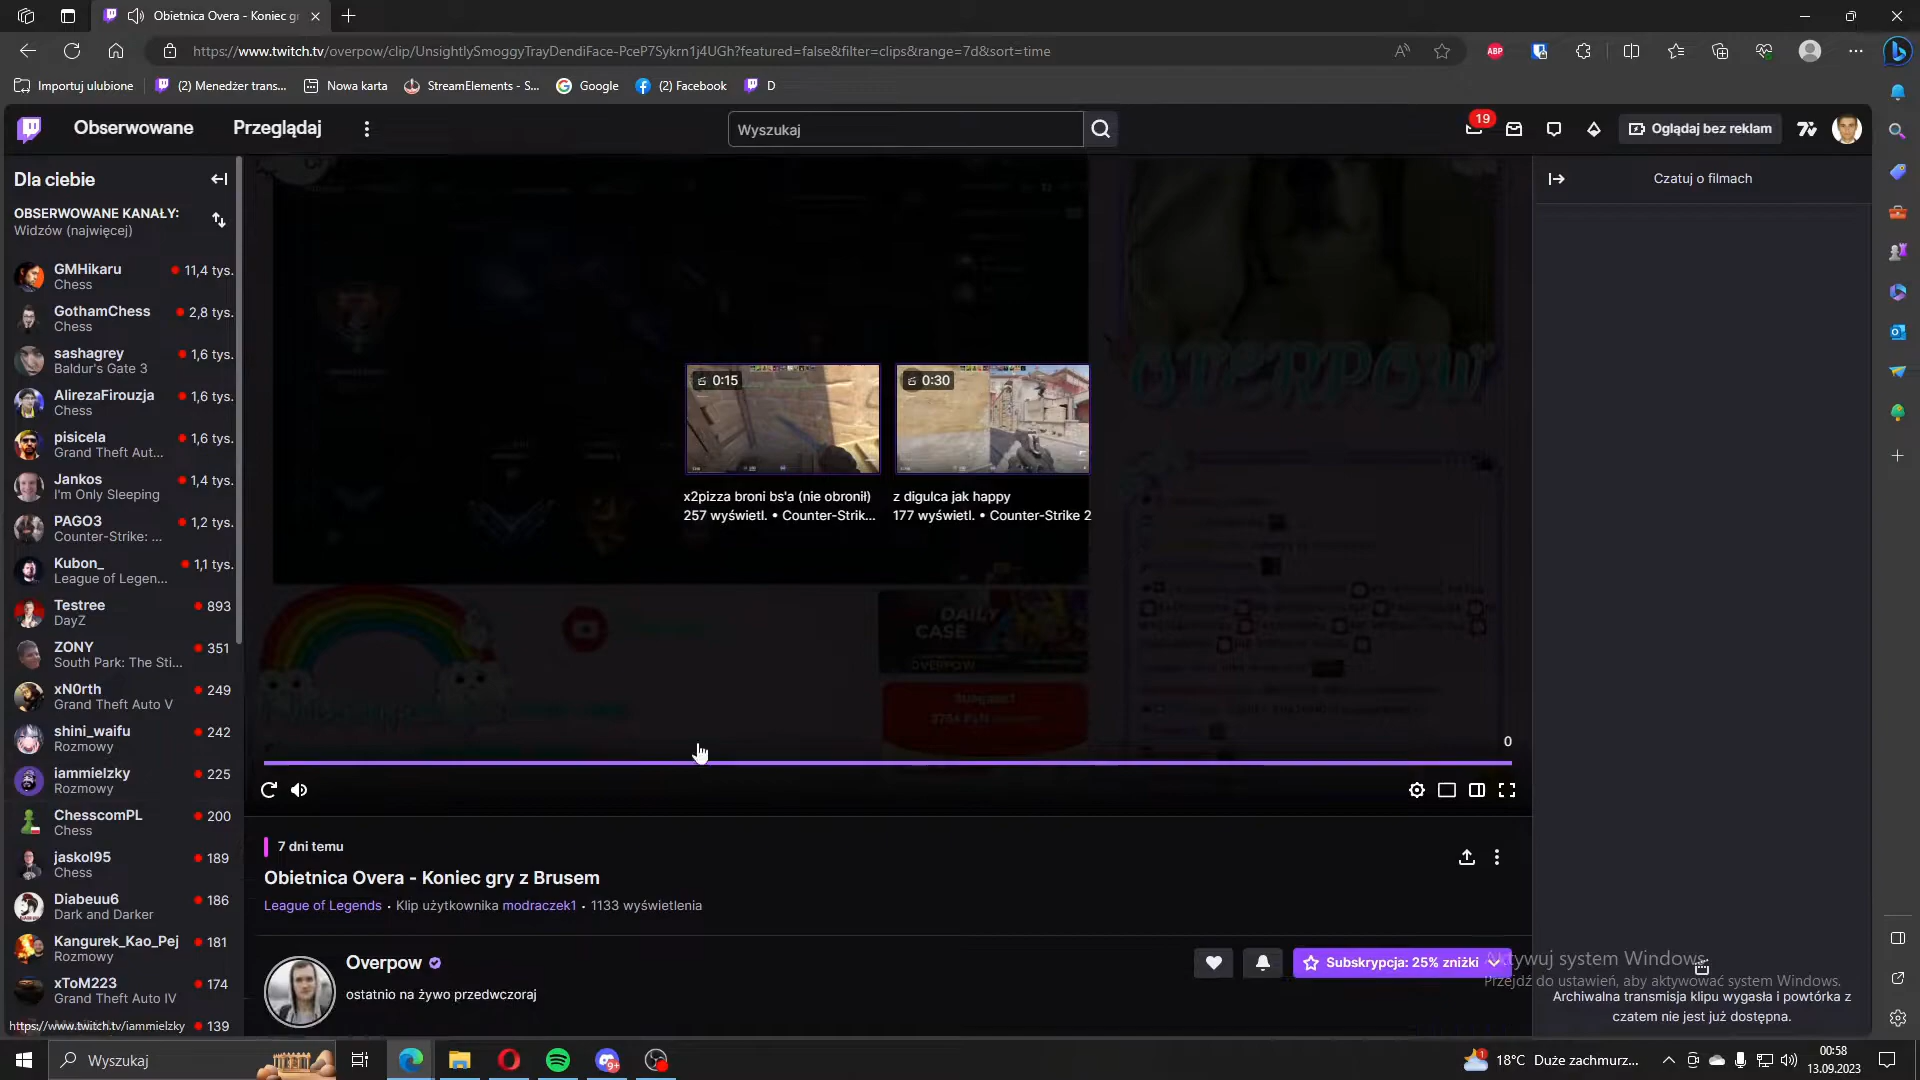 Obietnica Overa - Koniec gr
https://www.twitch.tv/overpow/clip/UnsightlySmoggyTrayDendiFace-PceP7Sykrn1j4UGh?featured=false&filter=clips&range=7d&sort=time
ABP
Importuj ulubione
(2) Menedżer trans...
Nowa karta
StreamElements - S...
Google
(2) Facebook
D
Obserwowane
Przeglądaj
Wyszukaj
19
Oglądaj bez reklam
Dla ciebie
OBSERWOWANE KANAŁY:
Widzów (najwięcej)
GMHikaru 11,4 tys.
Chess
GothamChess 2,8 tys.
Chess
sashagrey 1,6 tys.
Baldur's Gate 3
AlirezaFirouzja 1,6 tys.
Chess
pisicela 1,6 tys.
Grand Theft Aut...
Jankos 1,4 tys.
I'm Only Sleeping
PAGO3 1,2 tys.
Counter-Strike: ...
Kubon_ 1,1 tys.
League of Legen...
Testree 893
DayZ
ZONY 351
South Park: The Sti...
xN0rth 249
Grand Theft Auto V
shini_waifu 242
Rozmowy
iammielzky 225
Rozmowy
ChesscomPL 200
Chess
jaskol95 189
Chess
Diabeuu6 186
Dark and Darker
Kangurek_Kao_Pej 181
Rozmowy
xToM223 174
Grand Theft Auto IV
139
https://www.twitch.tv/iammielzky
0:15
x2pizza broni bs'a (nie obronił)
257 wyświetl. • Counter-Strik...
0:30
z digulca jak happy
177 wyświetl. • Counter-Strike 2
OTERPOW
DAILY
CASE
OVERPOW
0
7 dni temu
Obietnica Overa - Koniec gry z Brusem
League of Legends • Klip użytkownika modraczek1 • 1133 wyświetlenia
Overpow
ostatnio na żywo przedwczoraj
Subskrypcja: 25% zniżki
Czatuj o filmach
Aktywuj system Windows
Przejdź do ustawień, aby aktywować system Windows.
Archiwalna transmisja klipu wygasła i powtórka z
czatem nie jest już dostępna.
Wyszukaj
9+
1
18°C Duże zachmurz...
00:58
13.09.2023